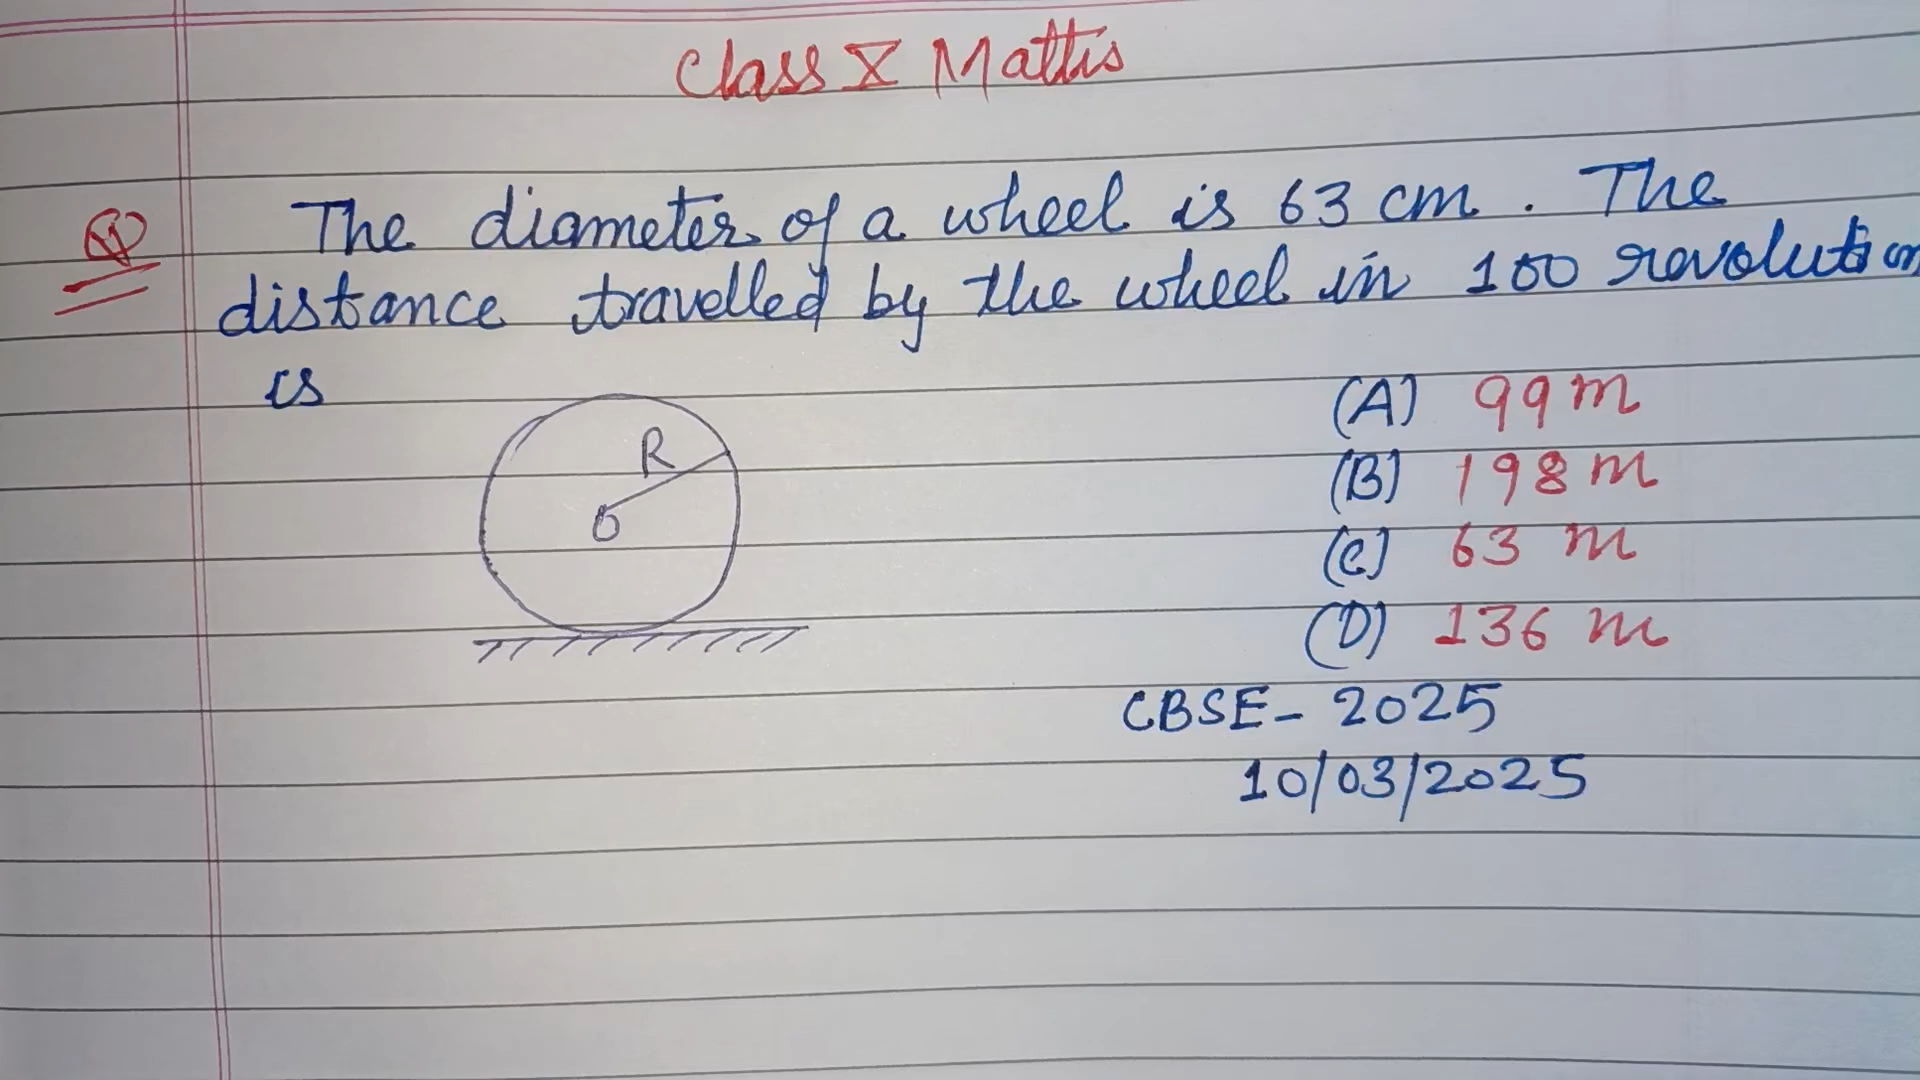 Class X Maths
Q The diameter of a wheel is 63 cm. The
distance travelled by the wheel in 100 revolution
is
R
O
(A) 99 m
(B) 198 m
(C) 63 m
(D) 136 m
CBSE- 2025
10/03/2025